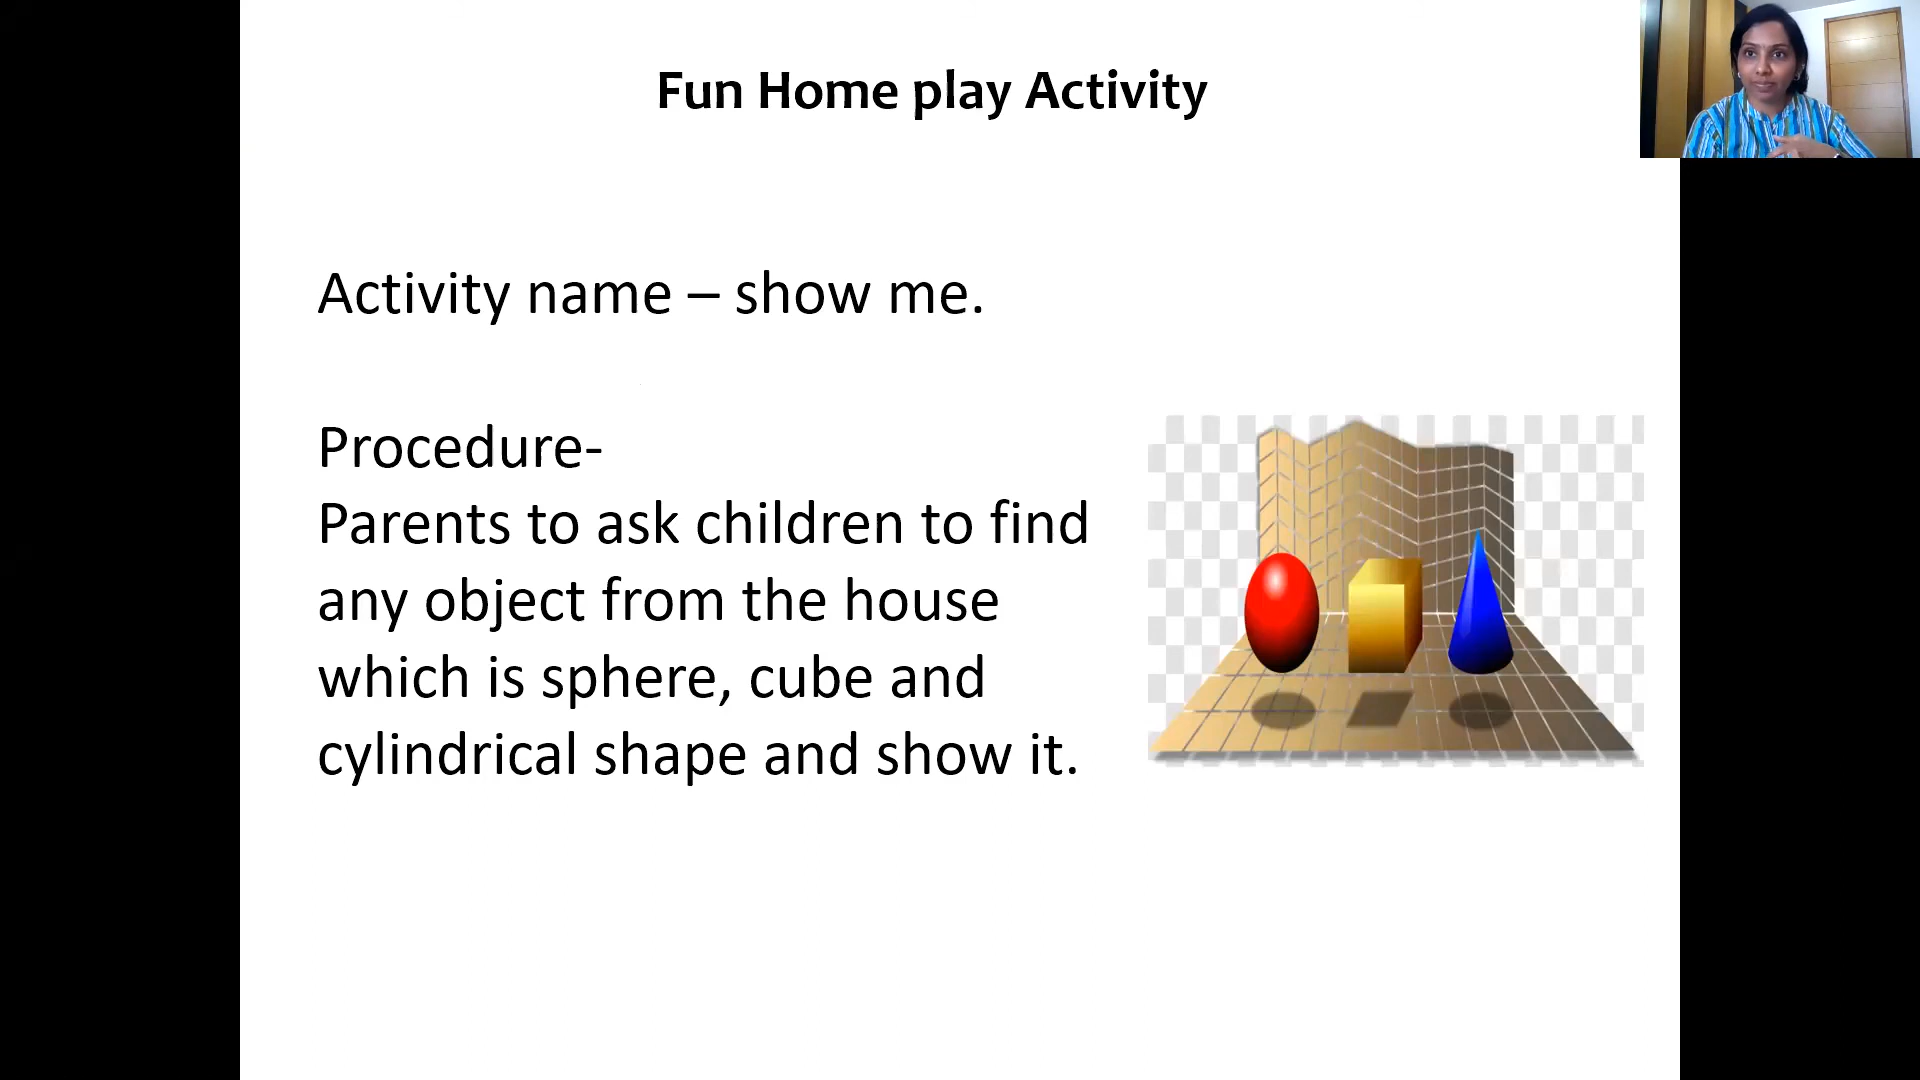 Fun Home play Activity
Activity name – show me.
Procedure-
Parents to ask children to find
any object from the house
which is sphere, cube and
cylindrical shape and show it.